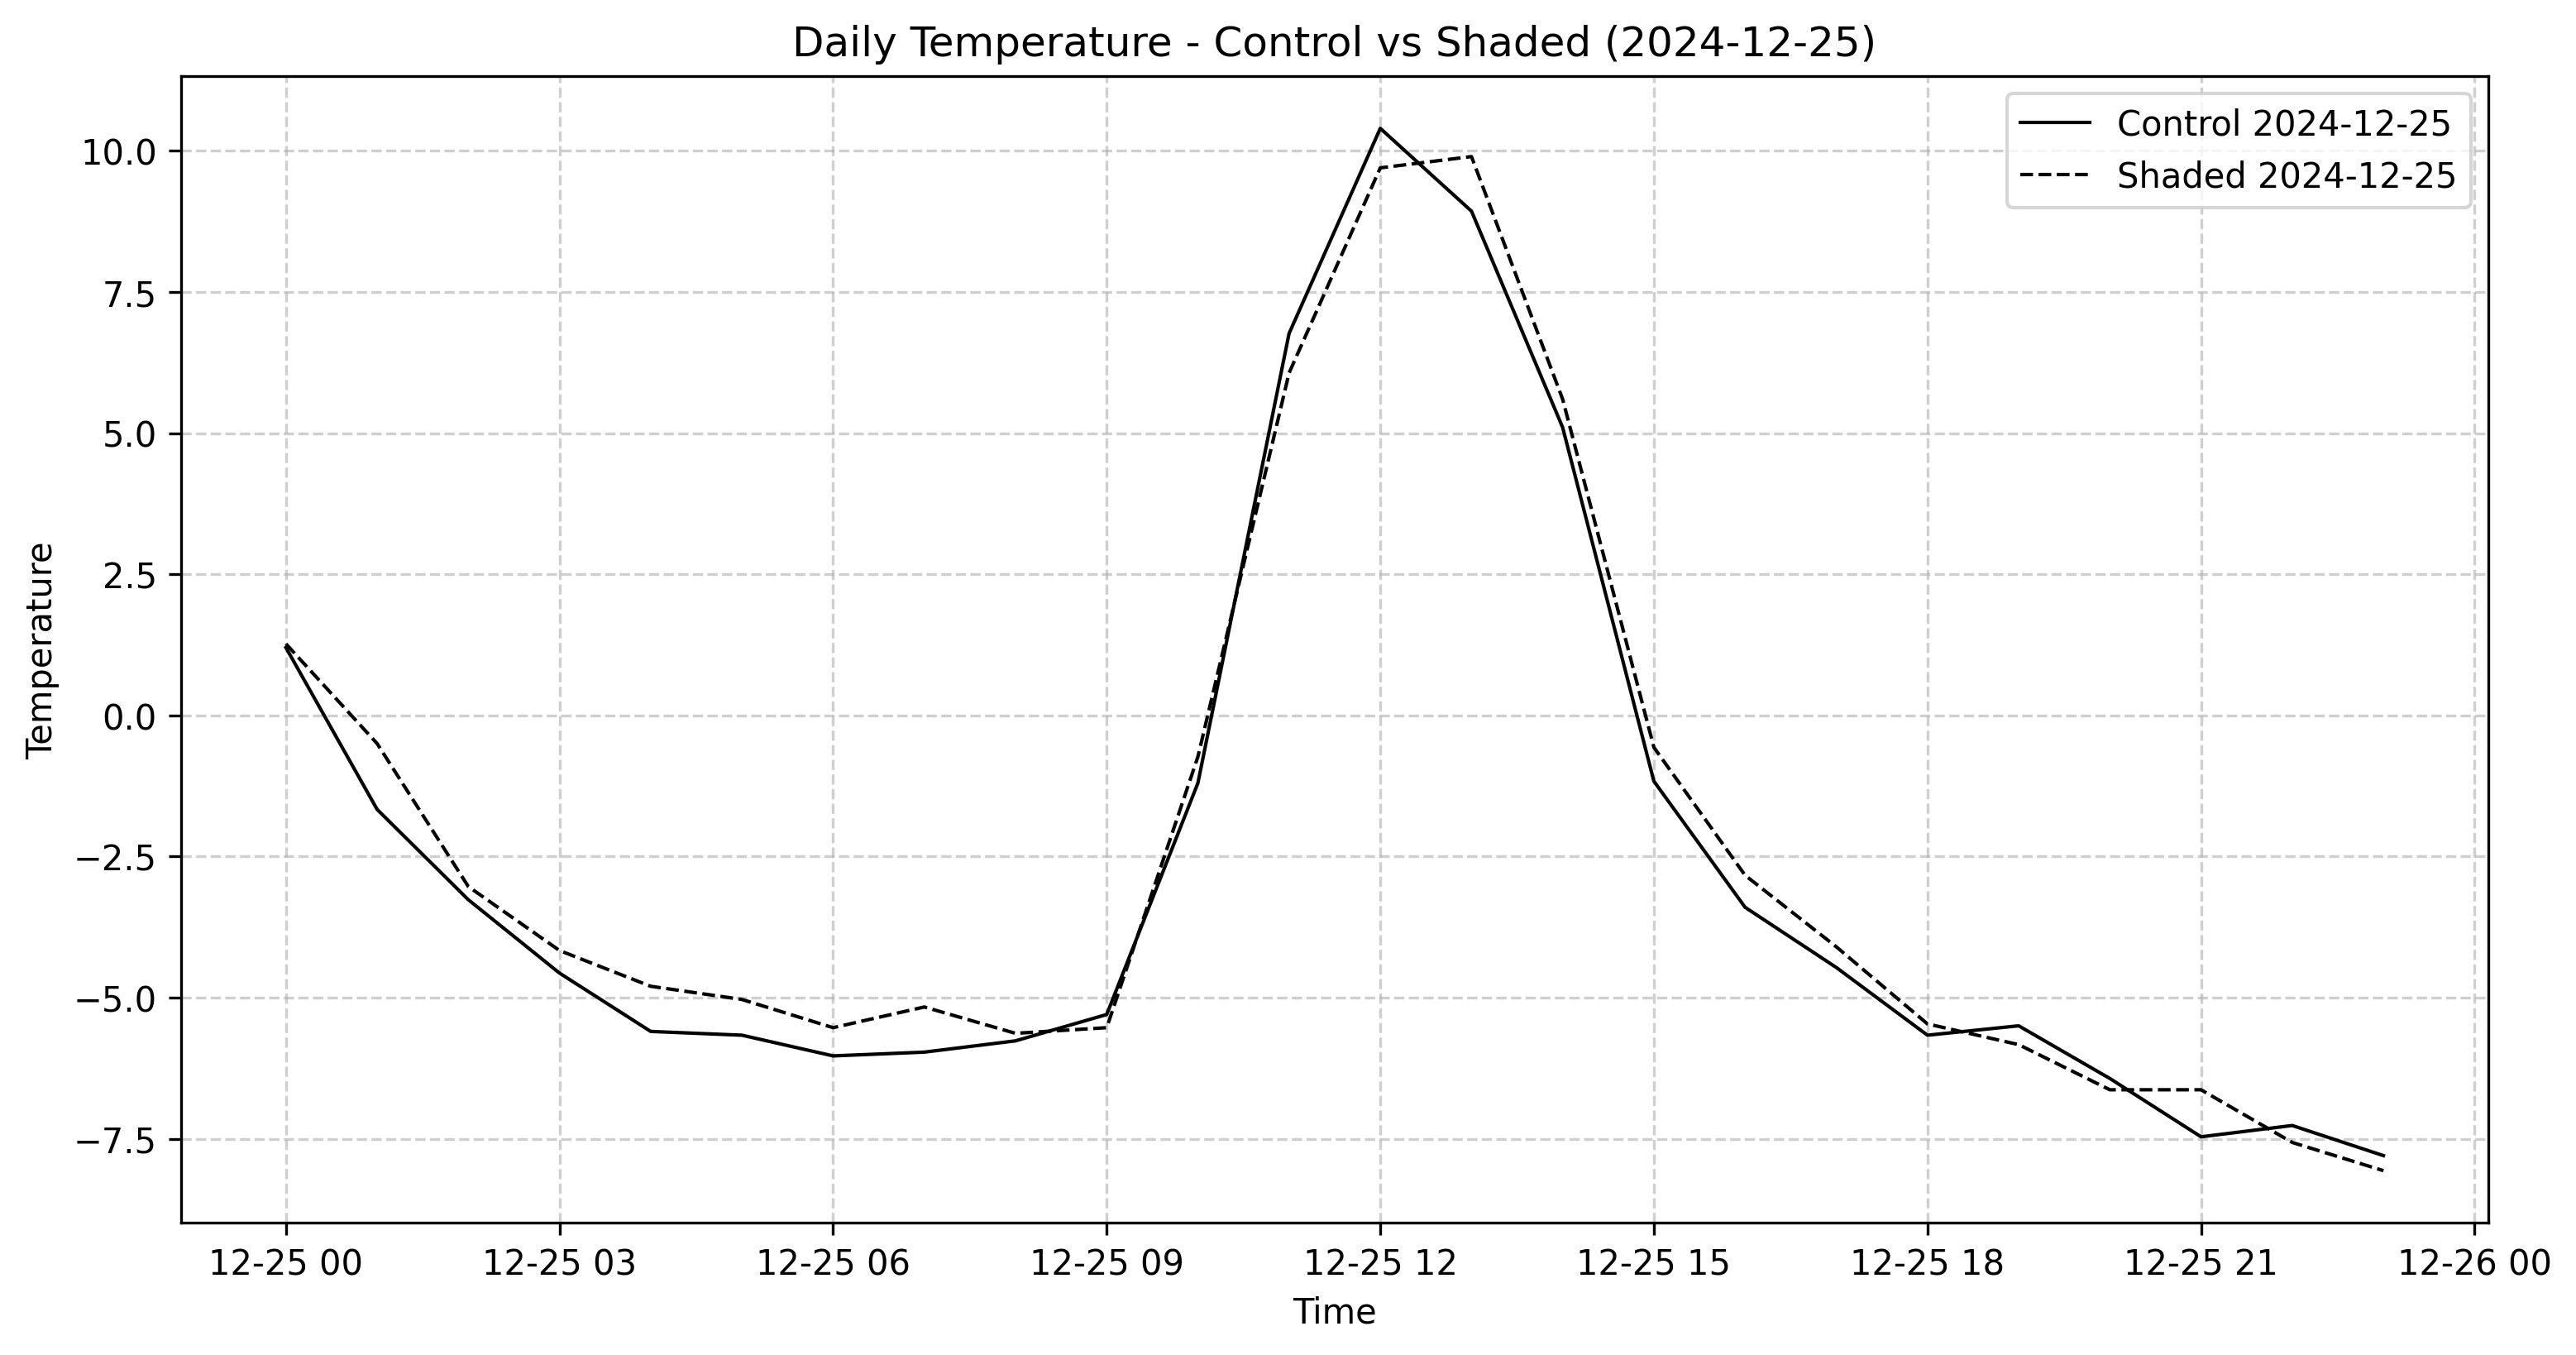 Daily Temperature - Control vs Shaded (2024-12-25)
Control 2024-12-25
Shaded 2024-12-25
10.0
7.5
5.0
2.5
0.0
−2.5
−5.0
−7.5
Temperature
12-25 00 12-25 03 12-25 06 12-25 09 12-25 12 12-25 15 12-25 18 12-25 21 12-26 00
Time